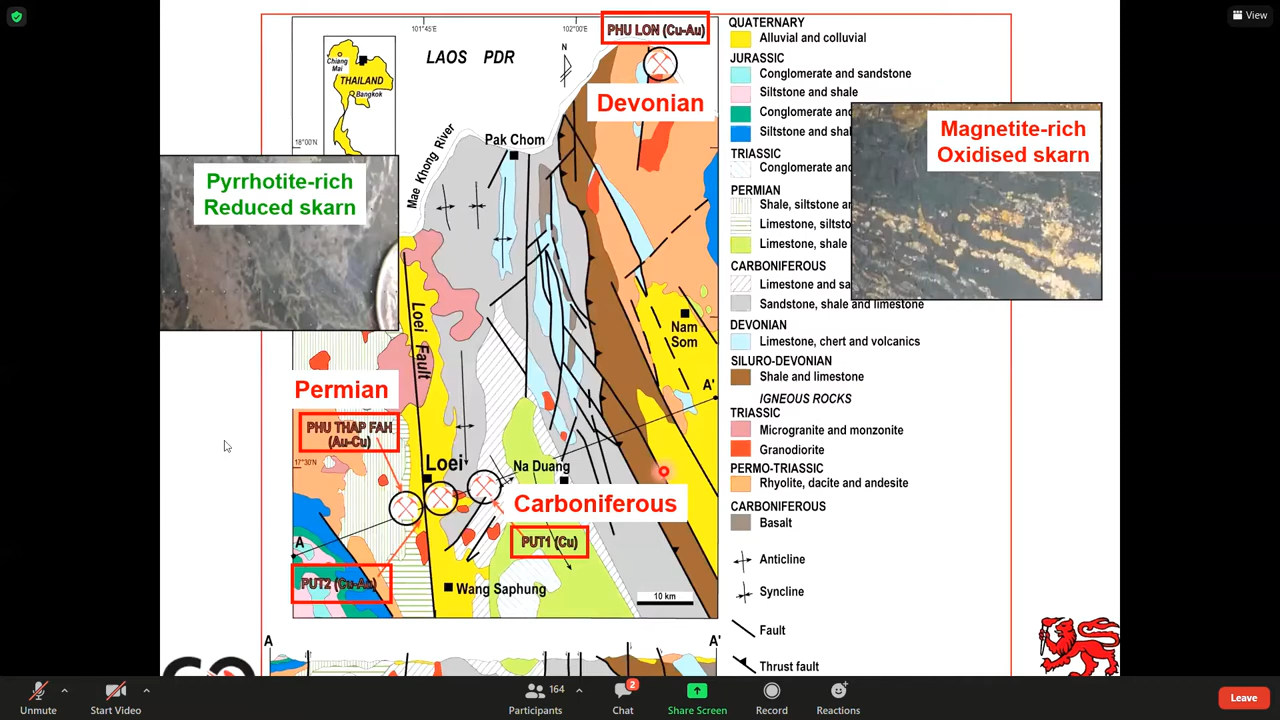 View
101°45'E
102°00'E
PHU LON (Cu-Au)
LAOS PDR
N
Chiang
Mai
THAILAND
Bangkok
18°00'N
Devonian
Pak Chom
Mae Khong River
Pyrrhotite-rich
Reduced skarn
Loei Fault
Nam
Som
Permian
PHU THAP FAH
(Au-Cu)
17°30'N
Loei
Na Duang
Carboniferous
PUT1 (Cu)
A
A'
PUT2 (Cu-Au)
Wang Saphung
10 km
A
A'
QUATERNARY
Alluvial and colluvial
JURASSIC
Conglomerate and sandstone
Siltstone and shale
Conglomerate and
Siltstone and shal
TRIASSIC
Conglomerate and
PERMIAN
Shale, siltstone an
Limestone, siltsto
Limestone, shale
CARBONIFEROUS
Limestone and sa
Sandstone, shale and limestone
DEVONIAN
Limestone, chert and volcanics
SILURO-DEVONIAN
Shale and limestone
IGNEOUS ROCKS
TRIASSIC
Microgranite and monzonite
Granodiorite
PERMO-TRIASSIC
Rhyolite, dacite and andesite
CARBONIFEROUS
Basalt
Anticline
Syncline
Fault
Thrust fault
Magnetite-rich
Oxidised skarn
Unmute
Start Video
164
Participants
2
Chat
Share Screen
Record
Reactions
Leave